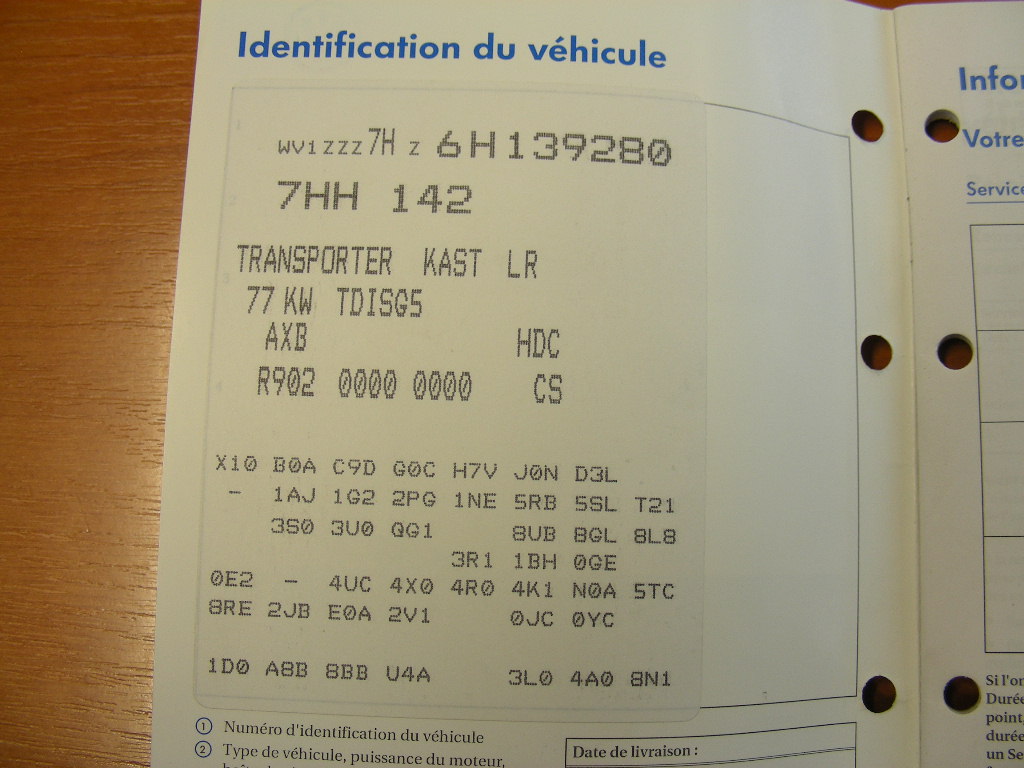 Identification du véhicule
WV1ZZZ7H Z 6H139280
7HH 142
TRANSPORTER KAST LR
77 KW TDI5G5
AXB HDC
R902 0000 0000 CS
X10 B0A C9D G0C H7V J0N D3L
- 1AJ 1G2 2PG 1NE 5RB 5SL T21
3S0 3U0 QG1 8UB 8GL 8L8
3R1 1BH 0GE
0E2 - 4UC 4X0 4R0 4K1 N0A 5TC
8RE 2JB E0A 2V1 0JC 0YC
1D0 A8B 8BB U4A 3L0 4A0 8N1
① Numéro d'identification du véhicule
② Type de véhicule, puissance du moteur,
Date de livraison :
Votre
Service
Si l'on
Durée
point,
durée
un Se